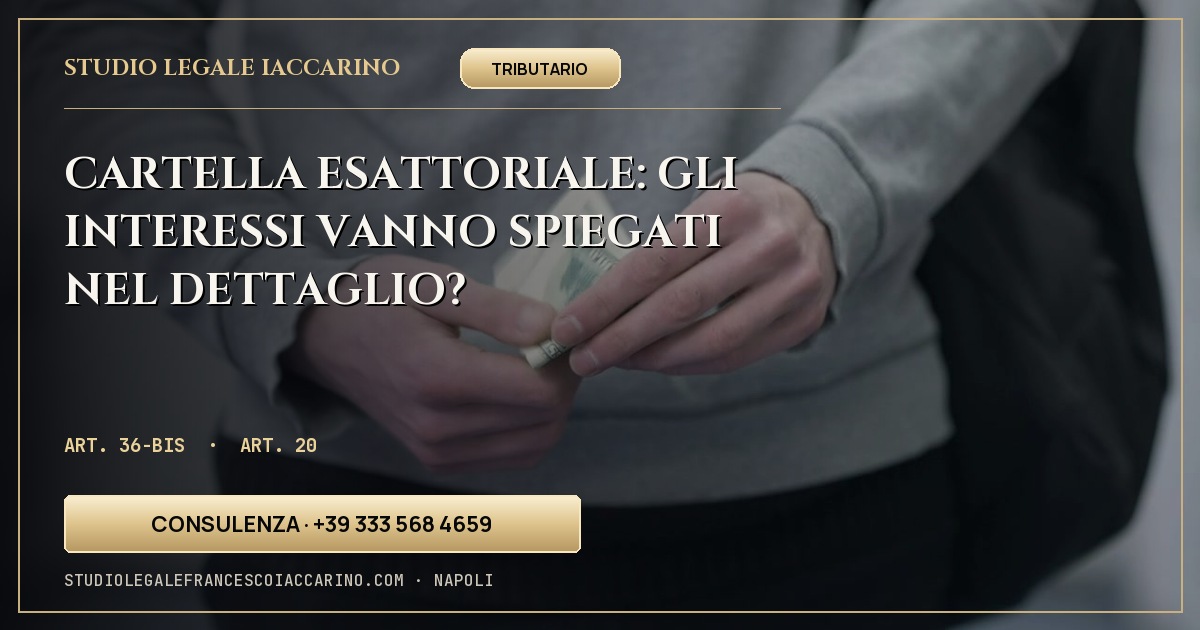 STUDIO LEGALE IACCARINO
TRIBUTARIO
CARTELLA ESATTORIALE: GLI
INTERESSI VANNO SPIEGATI
NEL DETTAGLIO?
ART. 36-BIS · ART. 20
CONSULENZA · +39 333 568 4659
STUDIOLEGALEFRANCESCOIACCARINO.COM · NAPOLI